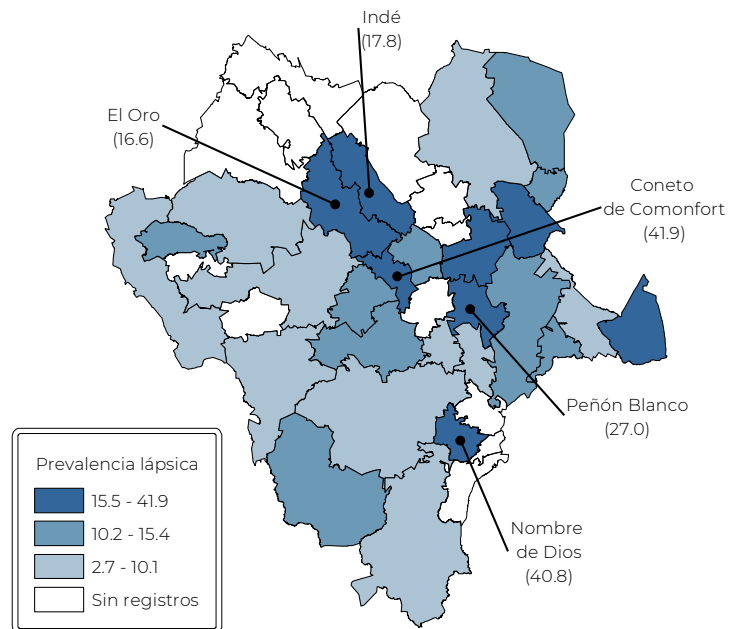 Indé
(17.8)
El Oro
(16.6)
Coneto
de Comonfort
(41.9)
Peñón Blanco
(27.0)
Nombre
de Dios
(40.8)
Prevalencia lápsica
15.5 - 41.9
10.2 - 15.4
2.7 - 10.1
Sin registros